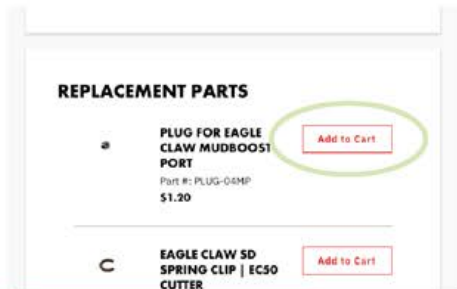 REPLACEMENT PARTS
PLUG FOR EAGLE
CLAW MUDBOOST
PORT
Part #: PLUG-04MP
$1.20
Add to Cart
EAGLE CLAW SD
SPRING CLIP | EC50
CUTTER
Add to Cart